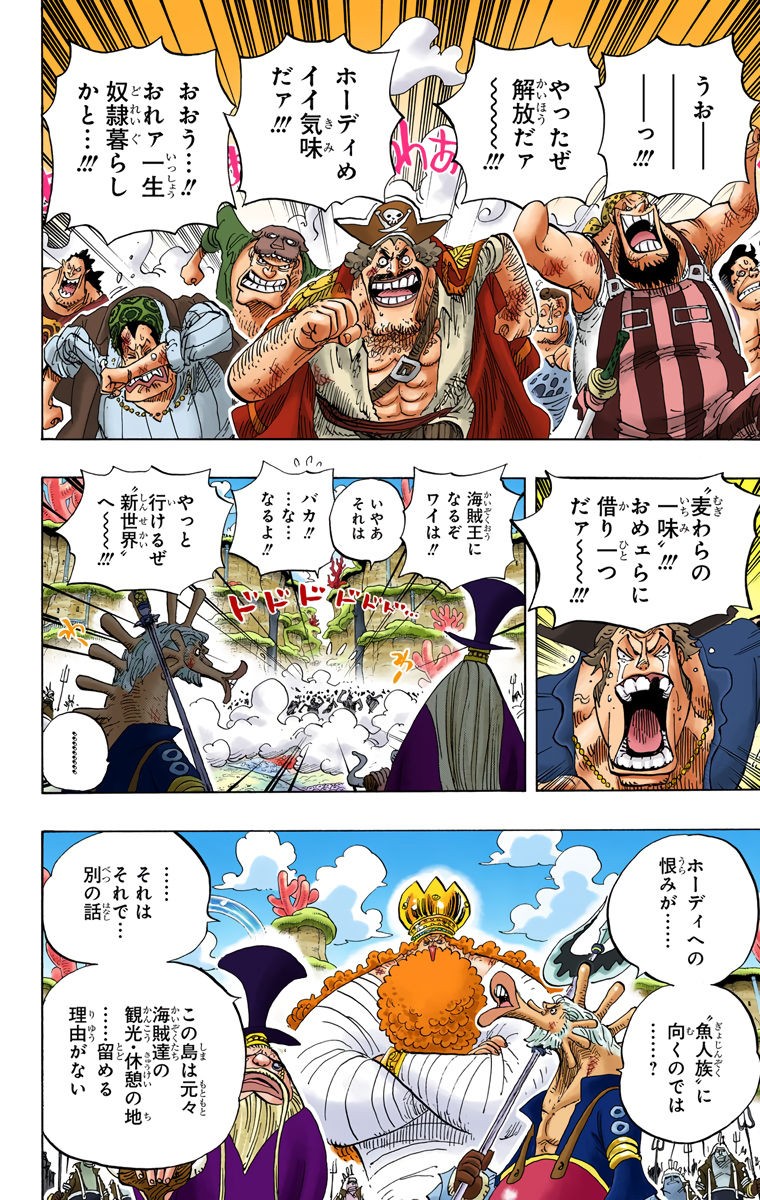 うお――
――っ!!!
やったぜ
解放だァ
～～～!!!
ホーディめ
イイ気味
だァ!!!
おおう…!!
おれァ一生
奴隷暮らし
かと…!!!
わあ
〝麦わらの
一味〟!!!
おめェらに
借り一つ
だァ～～!!!
海賊王に
なるぞ
ワイは!!
いやあ
それは
バカ!!
…な…
なるよ!!
やっと
行けるぜ
〝新世界〟
へ～～!!!
ドドドドドドド…
わー
わー
…………
ホーディへの
恨みが…
〝魚人族〟に
向くのでは
……?
……
それは
それで…
別の話
この島は元々
海賊達の
観光・休憩の地
……留める
理由がない